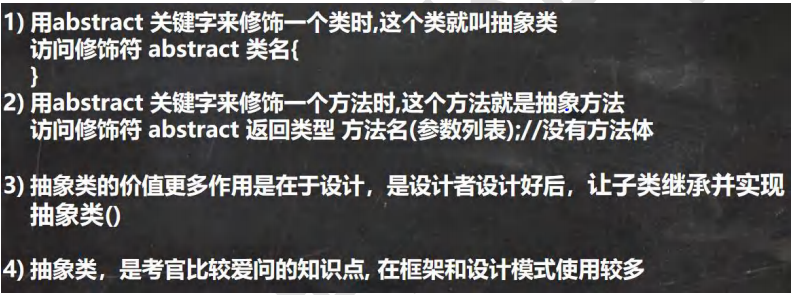 1) 用abstract 关键字来修饰一个类时,这个类就叫抽象类
访问修饰符 abstract 类名{
}
2) 用abstract 关键字来修饰一个方法时,这个方法就是抽象方法
访问修饰符 abstract 返回类型 方法名(参数列表);//没有方法体
3) 抽象类的价值更多作用是在于设计，是设计者设计好后，让子类继承并实现
抽象类()
4) 抽象类，是考官比较爱问的知识点, 在框架和设计模式使用较多